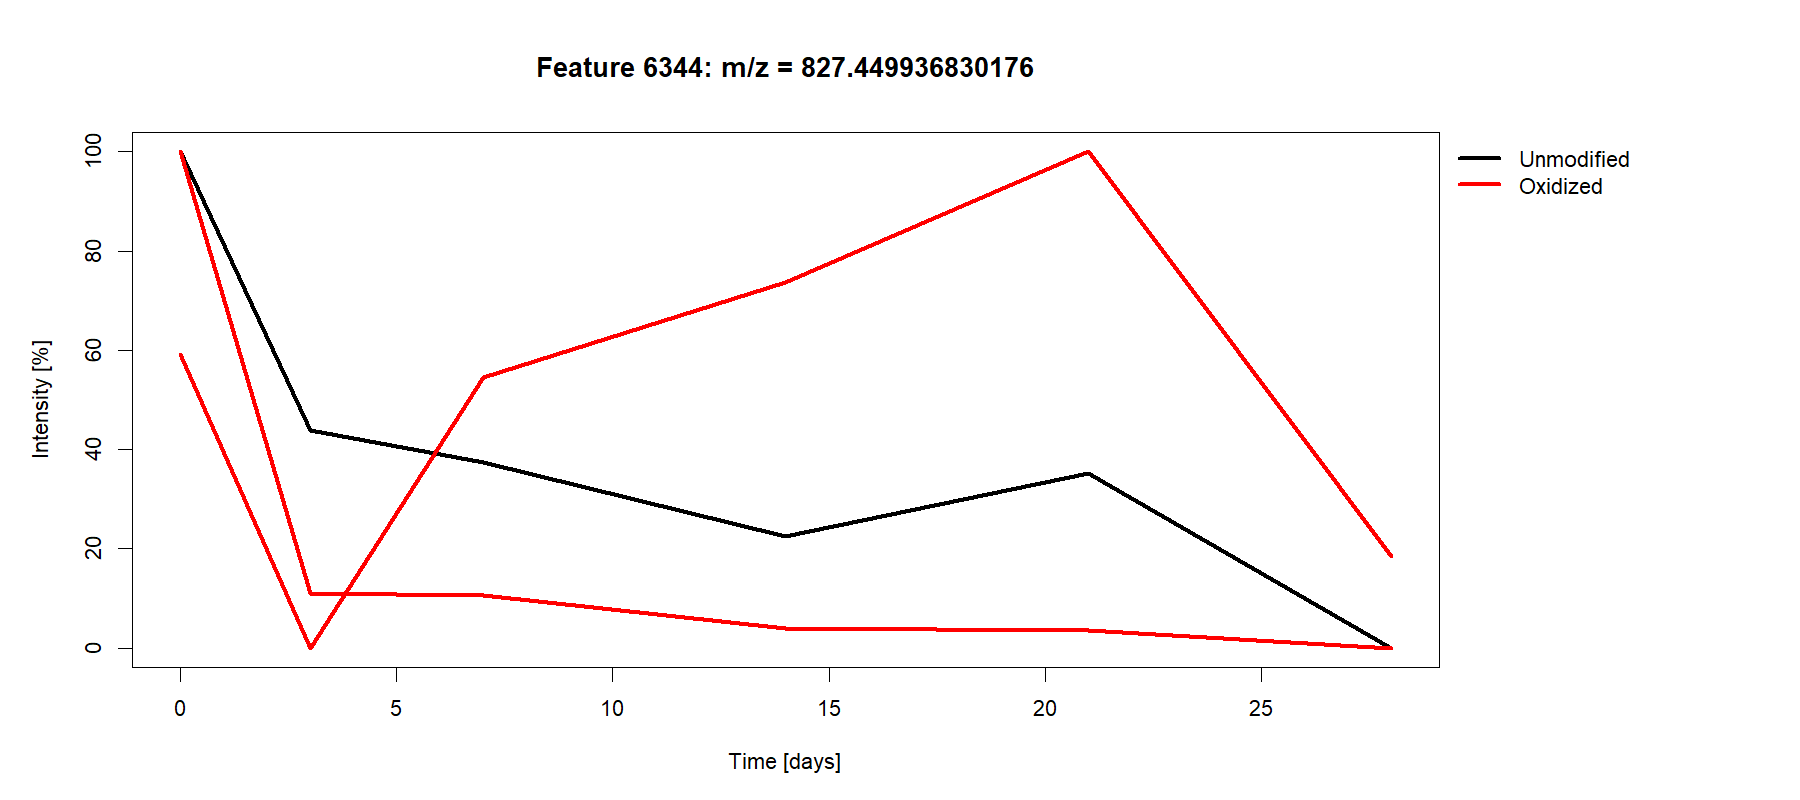 Feature 6344: m/z = 827.449936830176
Unmodified
Oxidized
100
80
60
40
20
0
Intensity [%]
0 5 10 15 20 25
Time [days]